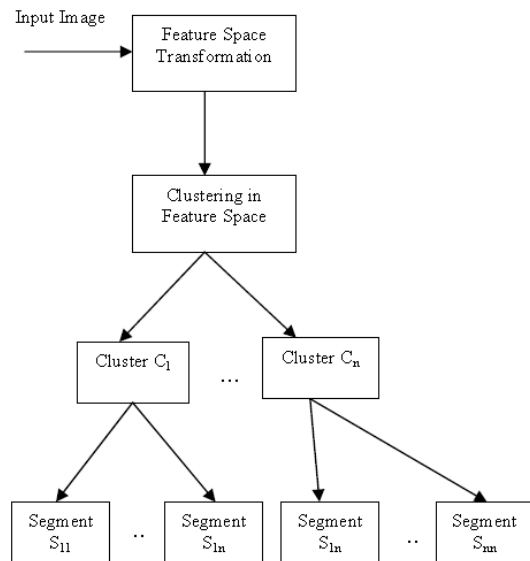 Input Image
Feature Space
Transformation
Clustering in
Feature Space
Cluster C₁
...
Cluster Cₙ
Segment
S₁₁
..
Segment
S₁ₙ
Segment
S₁ₙ
..
Segment
Sₙₙ